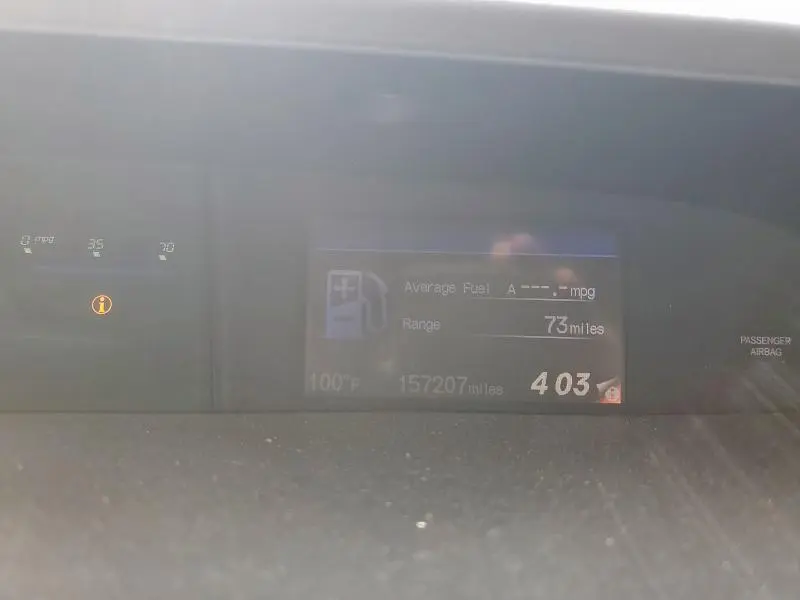 0 mpg 35 70
Average Fuel A ---.- mpg
Range 73 miles
PASSENGER
AIRBAG
100°F 157207 miles 4 03